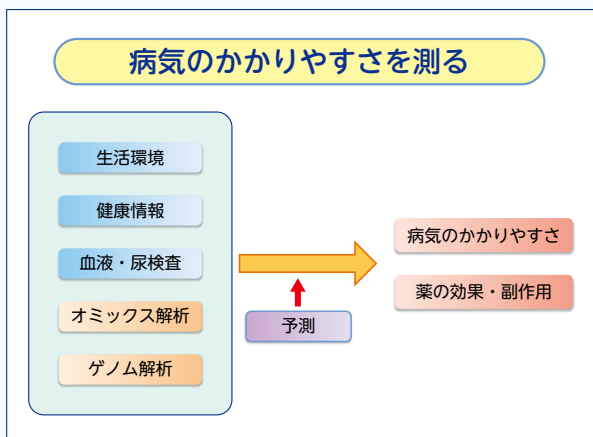 病気のかかりやすさを測る
生活環境
健康情報
血液・尿検査
オミックス解析
ゲノム解析
予測
病気のかかりやすさ
薬の効果・副作用